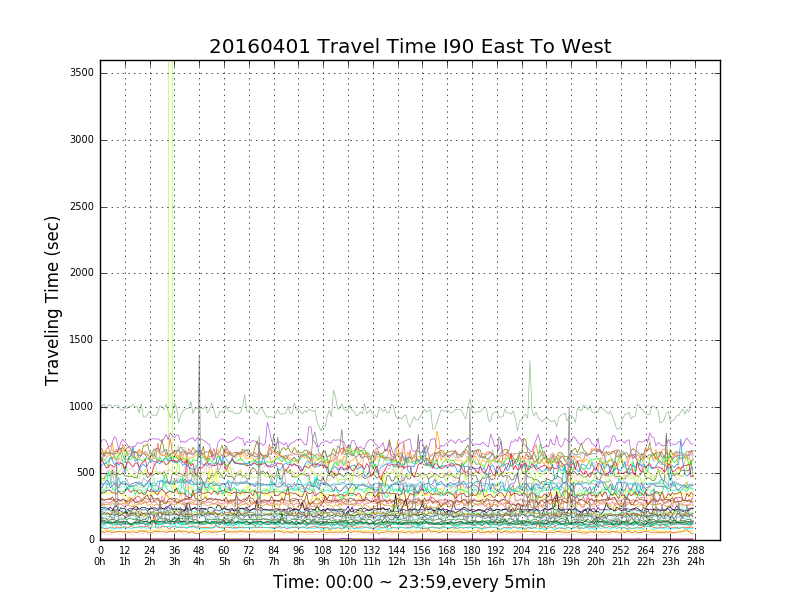 20160401 Travel Time I90 East To West
3500
3000
2500
2000
1500
1000
500
0
Traveling Time (sec)
0 12 24 36 48 60 72 84 96 108 120 132 144 156 168 180 192 204 216 228 240 252 264 276 288
0h 1h 2h 3h 4h 5h 6h 7h 8h 9h 10h 11h 12h 13h 14h 15h 16h 17h 18h 19h 20h 21h 22h 23h 24h
Time: 00:00 ~ 23:59,every 5min